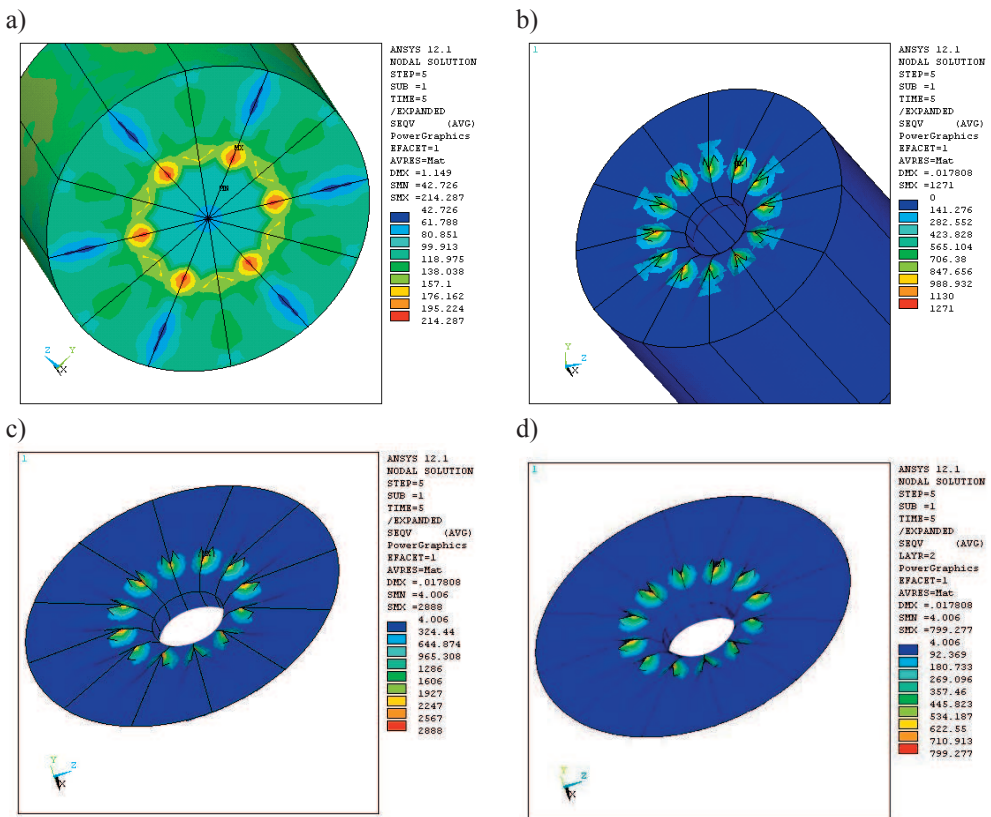 a)
ANSYS 12.1
NODAL SOLUTION
STEP=5
SUB =1
TIME=5
/EXPANDED
SEQV (AVG)
PowerGraphics
EFACET=1
AVRES=Mat
DMX =1.149
SMN =42.726
SMX =214.287
42.726
61.788
80.851
99.913
118.975
138.038
157.1
176.162
195.224
214.287
MX
MN
Z
Y
X
b)
1
ANSYS 12.1
NODAL SOLUTION
STEP=5
SUB =1
TIME=5
/EXPANDED
SEQV (AVG)
PowerGraphics
EFACET=1
AVRES=Mat
DMX =.017808
SMX =1271
0
141.276
282.552
423.828
565.104
706.38
847.656
988.932
1130
1271
Y
Z
X
c)
1
ANSYS 12.1
NODAL SOLUTION
STEP=5
SUB =1
TIME=5
/EXPANDED
SEQV (AVG)
PowerGraphics
EFACET=1
AVRES=Mat
DMX =.017808
SMN =4.006
SMX =2888
4.006
324.44
644.874
965.308
1286
1606
1927
2247
2567
2888
Y
Z
X
d)
1
ANSYS 12.1
NODAL SOLUTION
STEP=5
SUB =1
TIME=5
/EXPANDED
SEQV (AVG)
LAYR=2
PowerGraphics
EFACET=1
AVRES=Mat
DMX =.017808
SMN =4.006
SMX =799.277
4.006
92.369
180.733
269.096
357.46
445.823
534.187
622.55
710.913
799.277
Y
Z
X